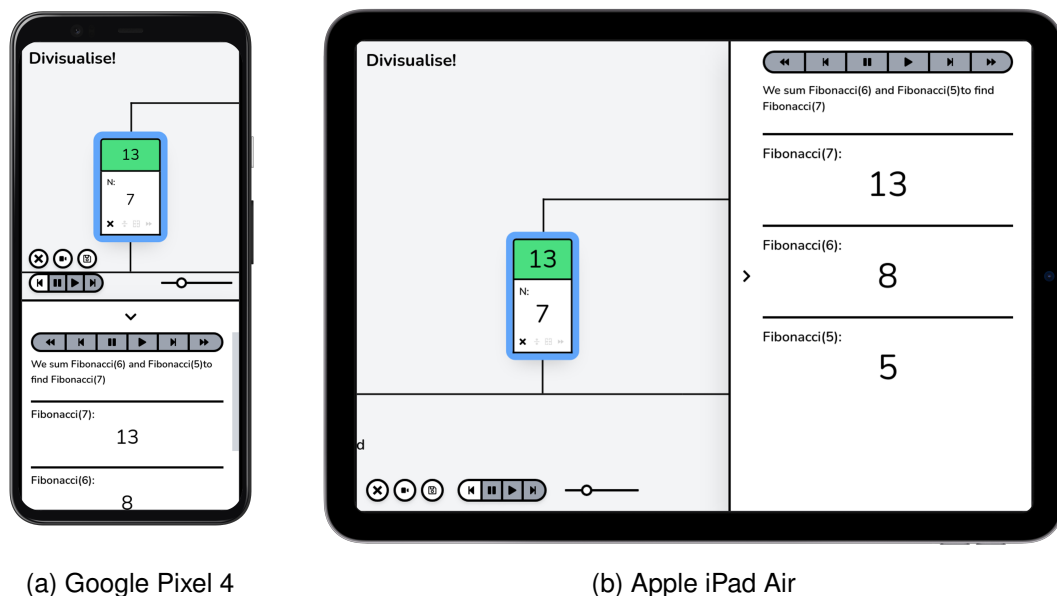 Divisualise!
13
N:
7
We sum Fibonacci(6) and Fibonacci(5)to
find Fibonacci(7)
Fibonacci(7):
13
Fibonacci(6):
8
(a) Google Pixel 4
Divisualise!
13
N:
7
d
We sum Fibonacci(6) and Fibonacci(5)to find
Fibonacci(7)
Fibonacci(7):
13
Fibonacci(6):
8
Fibonacci(5):
5
(b) Apple iPad Air